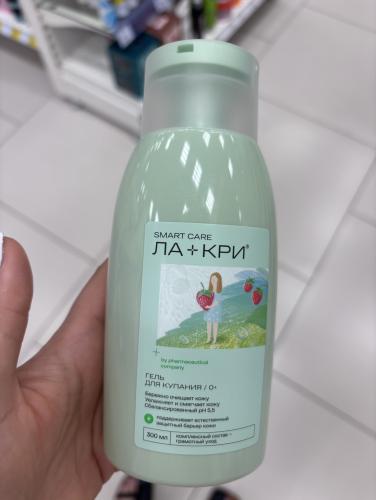 SMART CARE
ЛА+КРИ®
by pharmaceutical
company
ГЕЛЬ
ДЛЯ КУПАНИЯ / 0+
Бережно очищает кожу
Увлажняет и смягчает кожу
Сбалансированный pH 5,5
поддерживает естественный
защитный барьер кожи
300 мл
комплексный состав –
грамотный уход